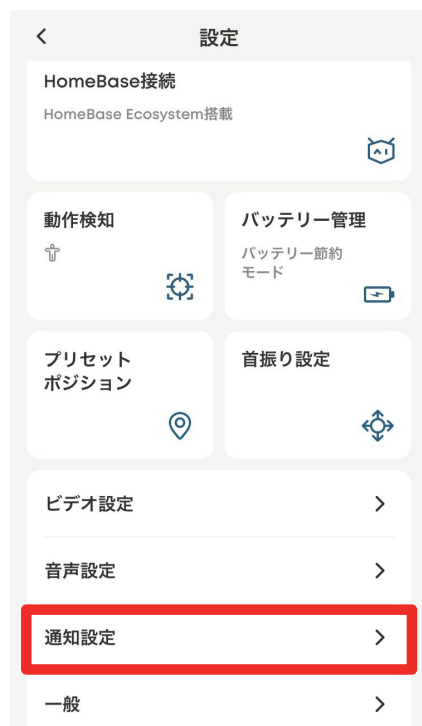 設定
HomeBase接続
HomeBase Ecosystem搭載
動作検知
バッテリー管理
バッテリー節約
モード
プリセット
ポジション
首振り設定
ビデオ設定
音声設定
通知設定
一般